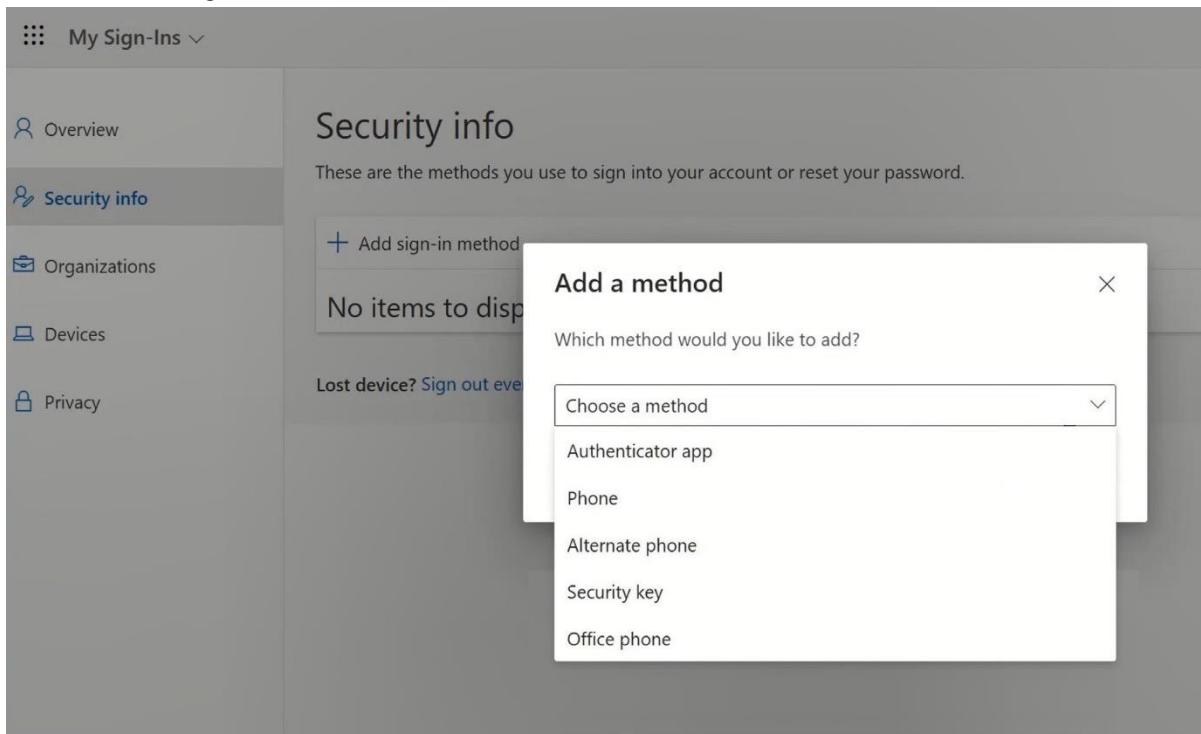 My Sign-Ins
Overview
Security info
Organizations
Devices
Privacy
Security info
These are the methods you use to sign into your account or reset your password.
Add sign-in method
No items to disp
Lost device? Sign out eve
Add a method
Which method would you like to add?
Choose a method
Authenticator app
Phone
Alternate phone
Security key
Office phone